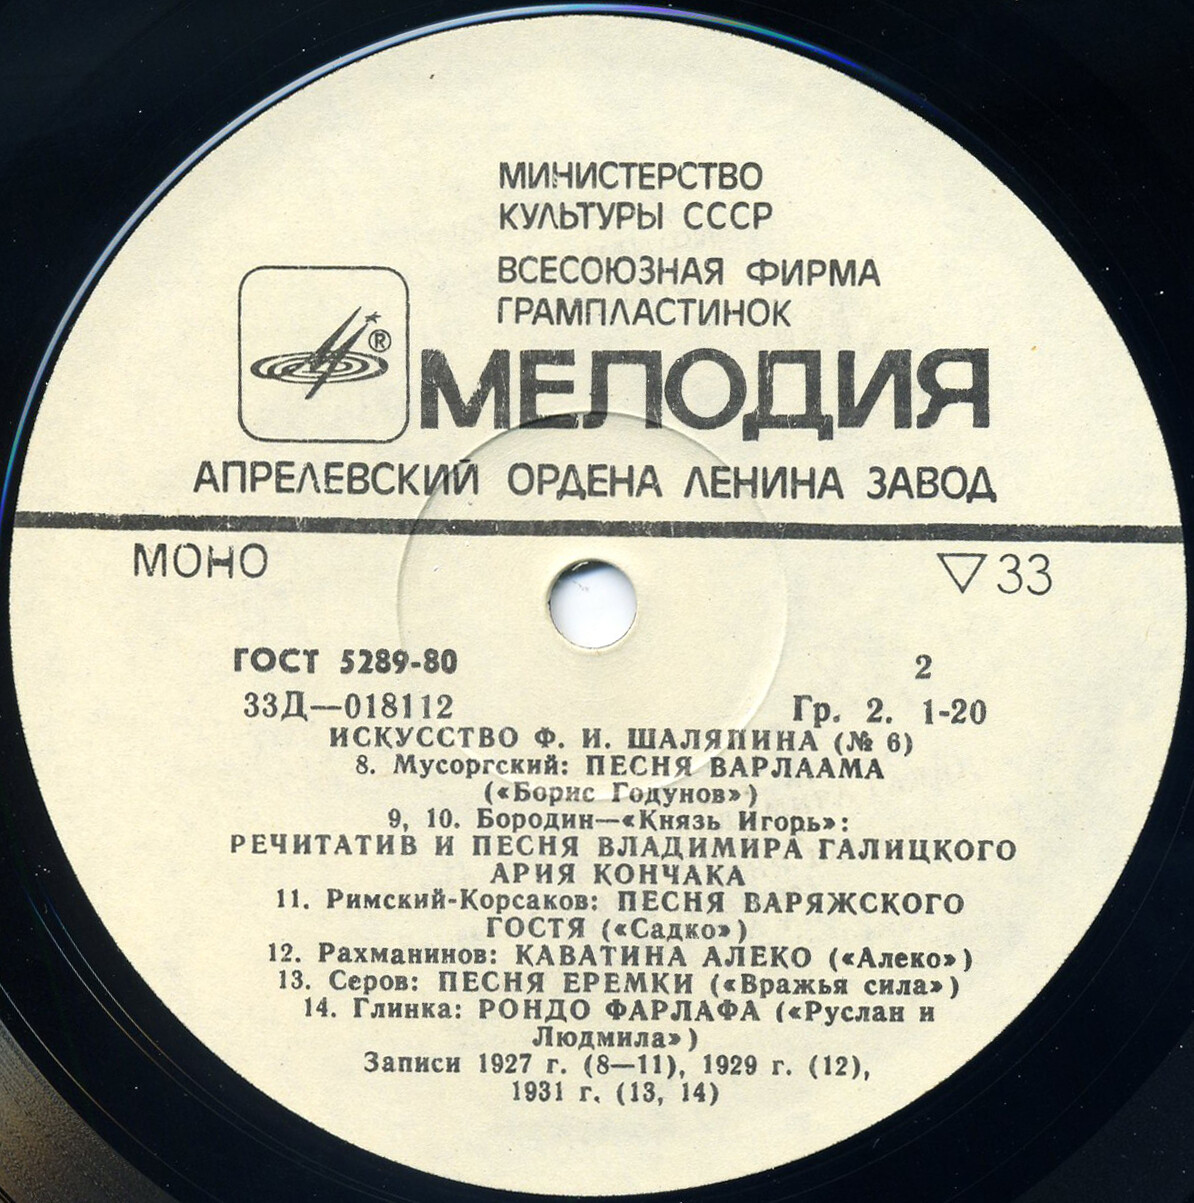 МИНИСТЕРСТВО
КУЛЬТУРЫ СССР
ВСЕСОЮЗНАЯ ФИРМА
ГРАМПЛАСТИНОК
®
МЕЛОДИЯ
АПРЕЛЕВСКИЙ ОРДЕНА ЛЕНИНА ЗАВОД
МОНО
▽33
ГОСТ 5289-80
2
33Д—018112
Гр. 2. 1-20
ИСКУССТВО Ф. И. ШАЛЯПИНА (№ 6)
8. Мусоргский: ПЕСНЯ ВАРЛААМА
(«Борис Годунов»)
9, 10. Бородин—«Князь Игорь»:
РЕЧИТАТИВ И ПЕСНЯ ВЛАДИМИРА ГАЛИЦКОГО
АРИЯ КОНЧАКА
11. Римский-Корсаков: ПЕСНЯ ВАРЯЖСКОГО
ГОСТЯ («Садко»)
12. Рахманинов: КАВАТИНА АЛЕКО («Алеко»)
13. Серов: ПЕСНЯ ЕРЕМКИ («Вражья сила»)
14. Глинка: РОНДО ФАРЛАФА («Руслан и
Людмила»)
Записи 1927 г. (8—11), 1929 г. (12),
1931 г. (13, 14)